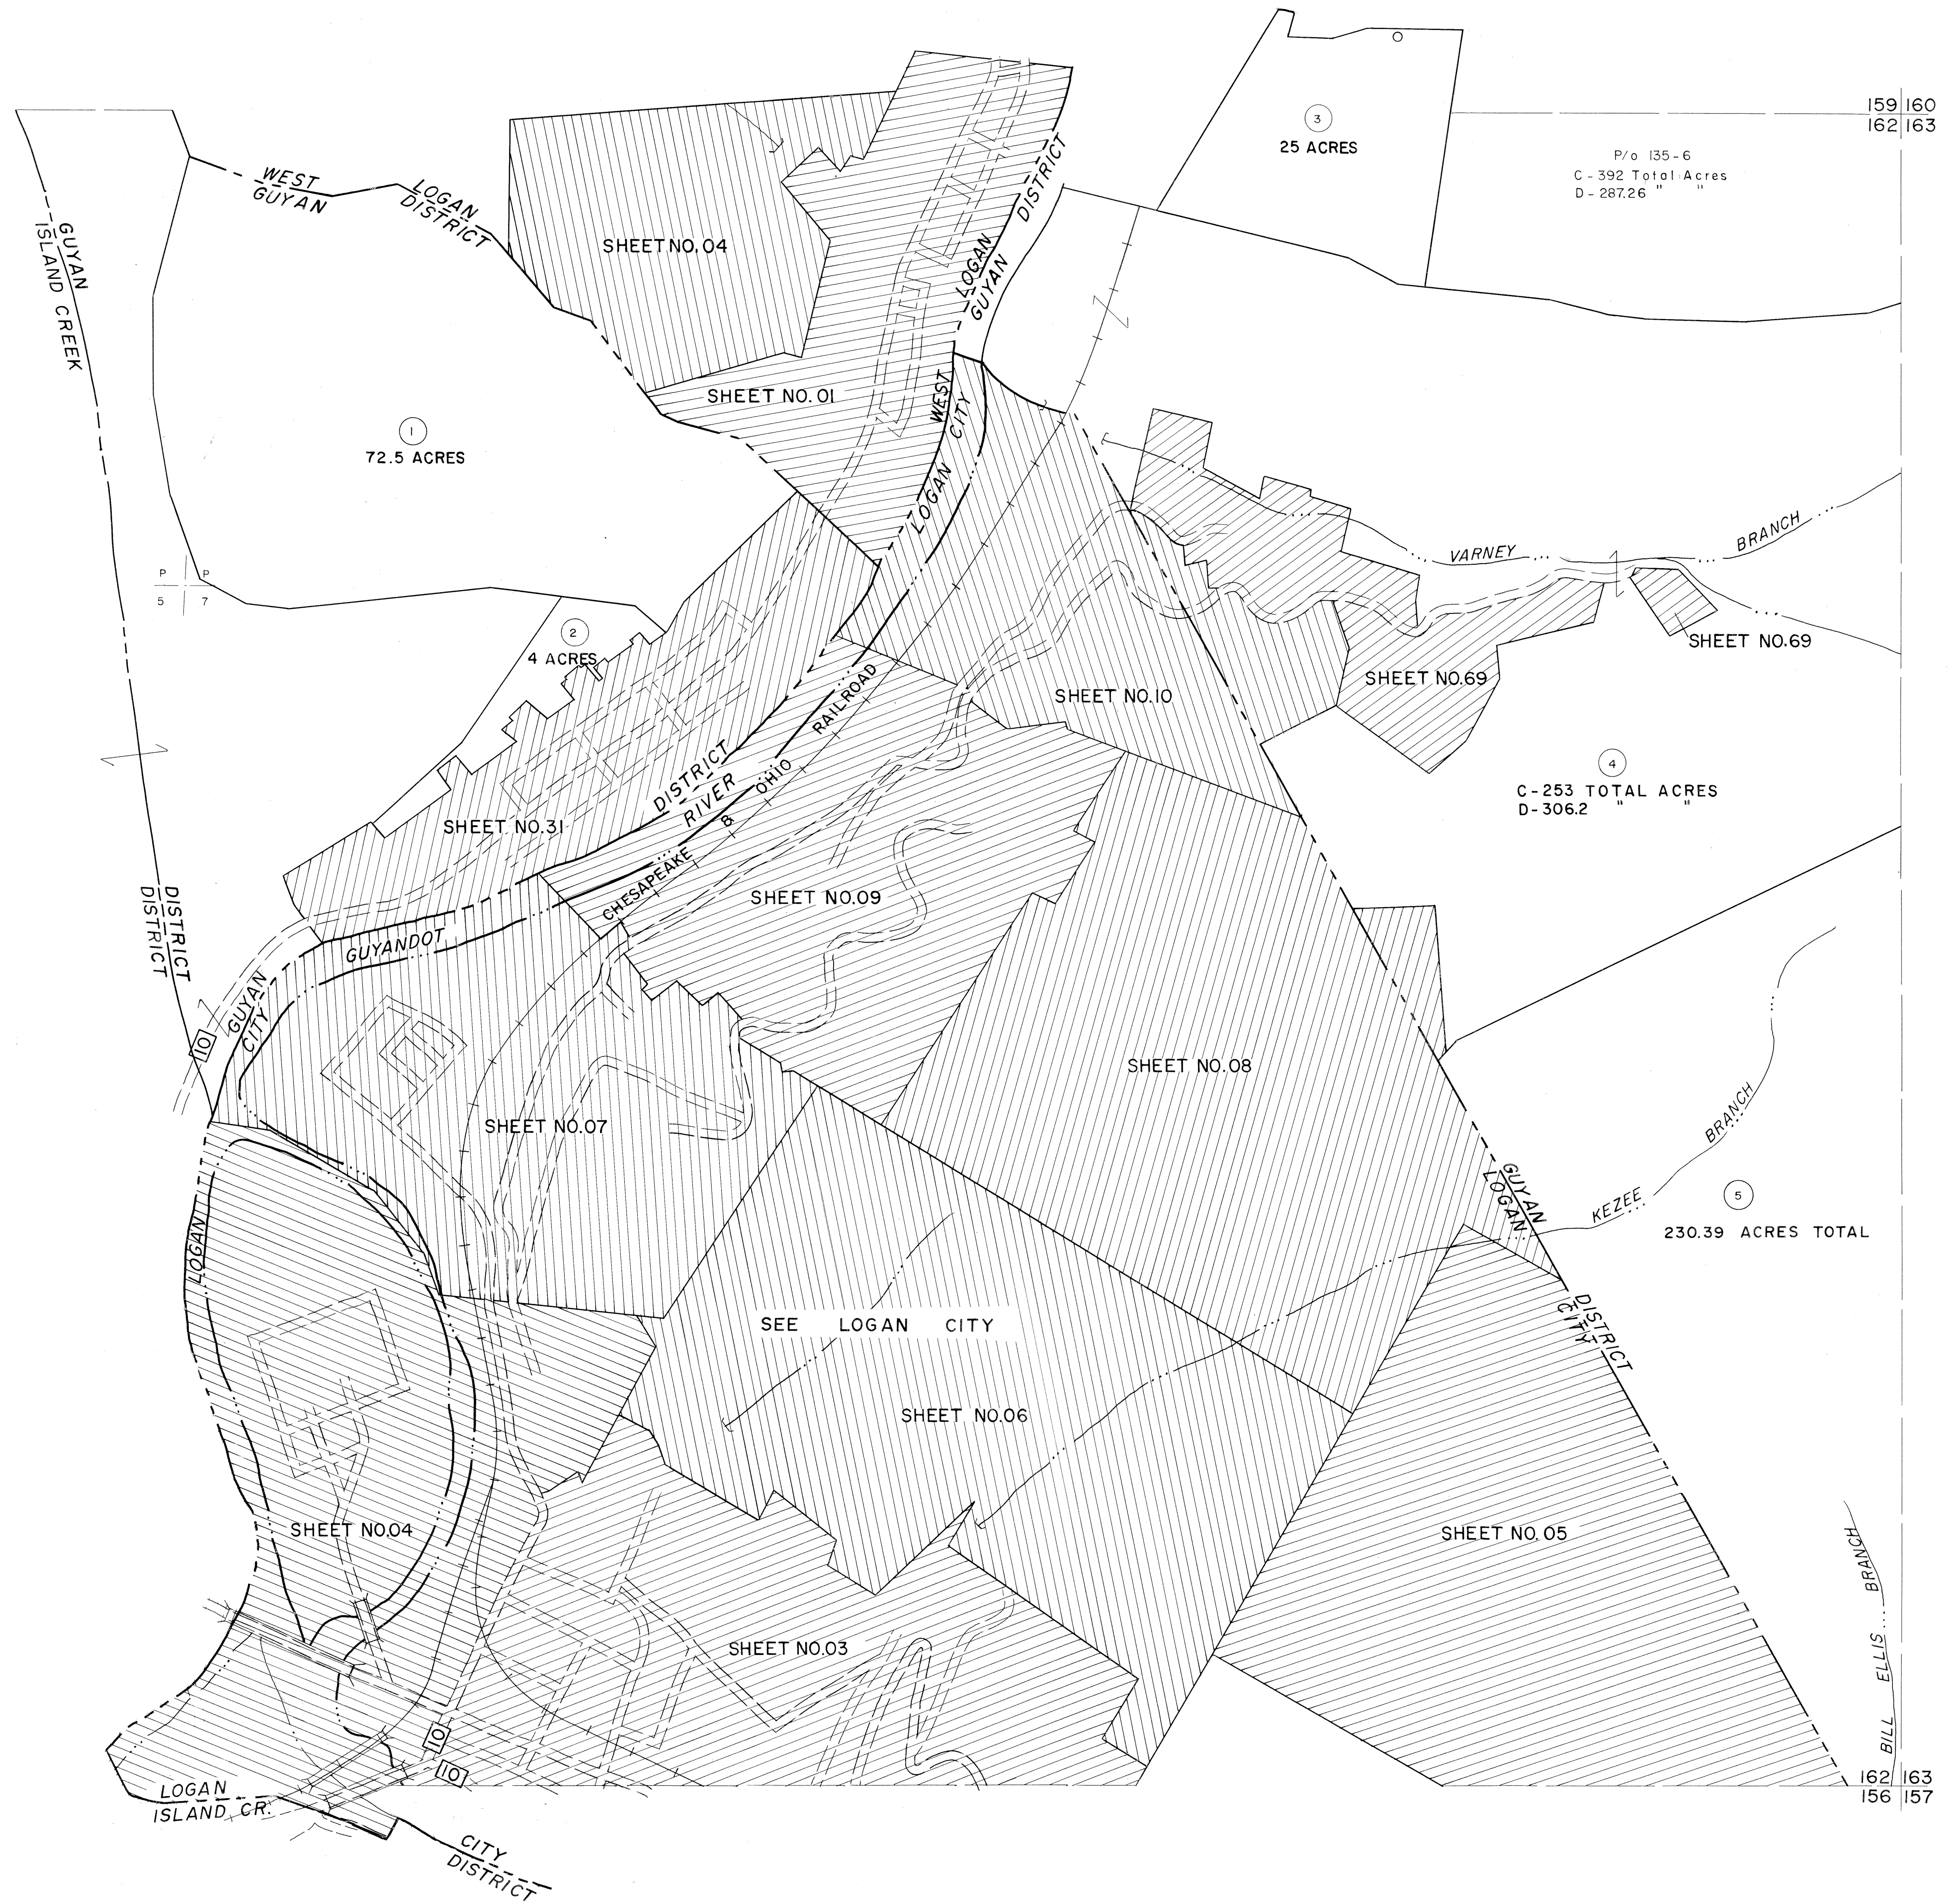 159 160
162 163
3
25 ACRES
P/o 135-6
C-392 Total Acres
D-287.26 " "
WEST LOGAN DISTRICT
GUYAN DISTRICT
GUYAN DISTRICT
ISLAND CREEK DISTRICT
SHEET NO. 04
WEST LOGAN DISTRICT
GUYAN
SHEET NO. 01
WEST
LOGAN CITY
1
72.5 ACRES
P P
5 7
2
4 ACRES
VARNEY BRANCH
SHEET NO.69
SHEET NO.69
SHEET NO.10
4
C-253 TOTAL ACRES
D-306.2 " "
SHEET NO.31
DISTRICT
GUYANDOT RIVER
CHESAPEAKE & OHIO RAILROAD
SHEET NO.09
10
GUYAN
LOGAN CITY
SHEET NO.08
SHEET NO.07
KEZEE BRANCH
5
230.39 ACRES TOTAL
GUYAN DISTRICT
LOGAN CITY
SEE LOGAN CITY
SHEET NO.06
SHEET NO.04
SHEET NO. 05
SHEET NO.03
BILL ELLIS BRANCH
10
10
LOGAN CITY
ISLAND CR. DISTRICT
162 163
156 157